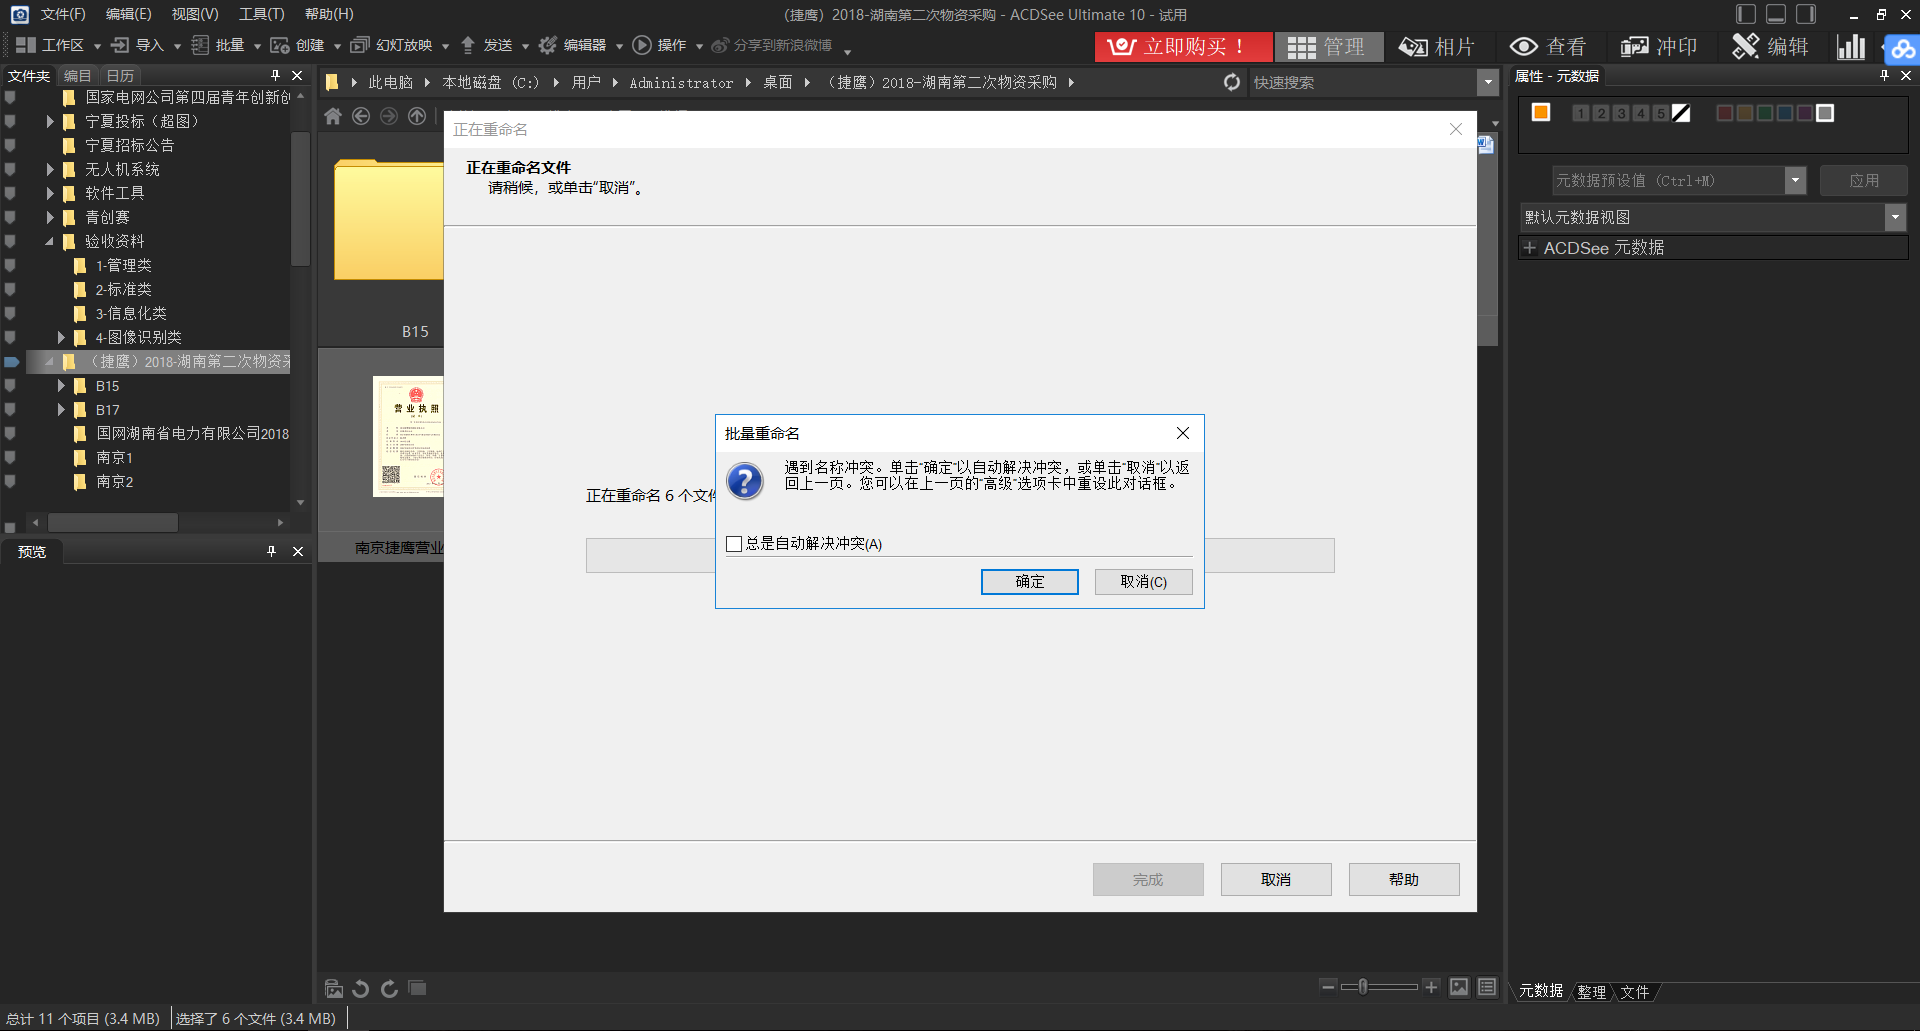 文件(F) 编辑(E) 视图(V) 工具(T) 帮助(H)
（捷鹰）2018-湖南第二次物资采购 - ACDSee Ultimate 10 - 试用
工作区 导入 批量 创建 幻灯放映 发送 编辑器 操作 分享到新浪微博
立即购买！ 管理 相片 查看 冲印 编辑
文件夹 编目 日历
此电脑 本地磁盘 (C:) 用户 Administrator 桌面 （捷鹰）2018-湖南第二次物资采购
快速搜索
属性 - 元数据
国家电网公司第四届青年创新创
宁夏投标（超图）
宁夏招标公告
无人机系统
软件工具
青创赛
验收资料
1-管理类
2-标准类
3-信息化类
4-图像识别类
（捷鹰）2018-湖南第二次物资采
B15
B17
国网湖南省电力有限公司2018
南京1
南京2
预览
B15
营业执照
南京捷鹰营业
正在重命名
正在重命名文件
请稍候，或单击“取消”。
正在重命名 6 个文件
批量重命名
遇到名称冲突。单击“确定”以自动解决冲突，或单击“取消”以返
回上一页。您可以在上一页的“高级”选项卡中重设此对话框。
总是自动解决冲突(A)
确定 取消(C)
完成 取消 帮助
1 2 3 4 5
元数据预设值 (Ctrl+M) 应用
默认元数据视图
ACDSee 元数据
元数据 整理 文件
总计 11 个项目 (3.4 MB) 选择了 6 个文件 (3.4 MB)